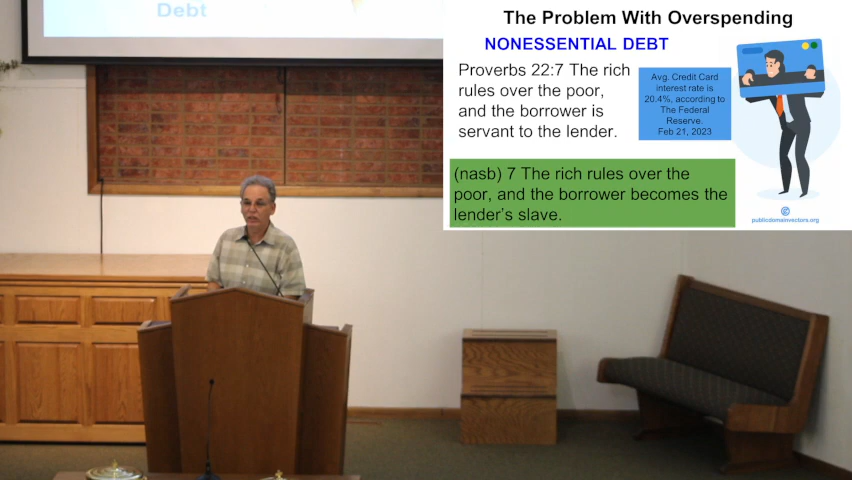 Debt
The Problem With Overspending
NONESSENTIAL DEBT
Proverbs 22:7 The rich
rules over the poor,
and the borrower is
servant to the lender.
Avg. Credit Card
interest rate is
20.4%, according to
The Federal
Reserve.
Feb 21, 2023
(nasb) 7 The rich rules over the
poor, and the borrower becomes the
lender's slave.
publicdomainvectors.org